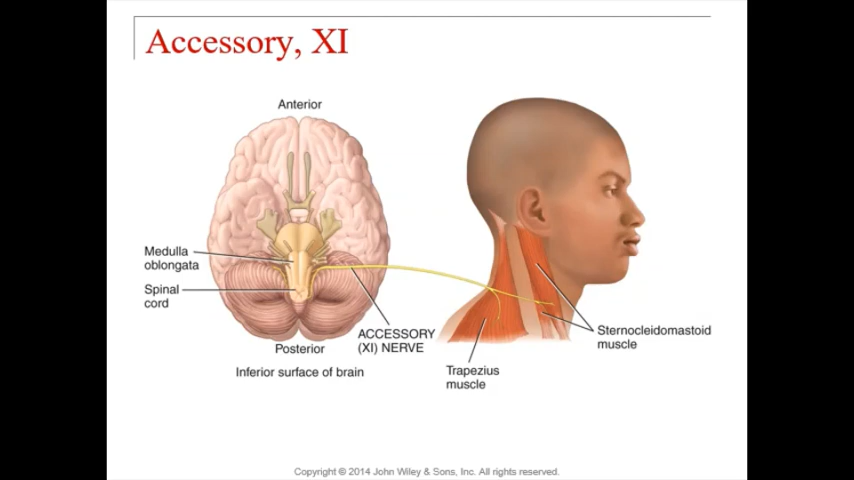 Accessory, XI
Anterior
Medulla
oblongata
Spinal
cord
ACCESSORY
(XI) NERVE
Posterior
Inferior surface of brain
Sternocleidomastoid
muscle
Trapezius
muscle
Copyright © 2014 John Wiley & Sons, Inc. All rights reserved.